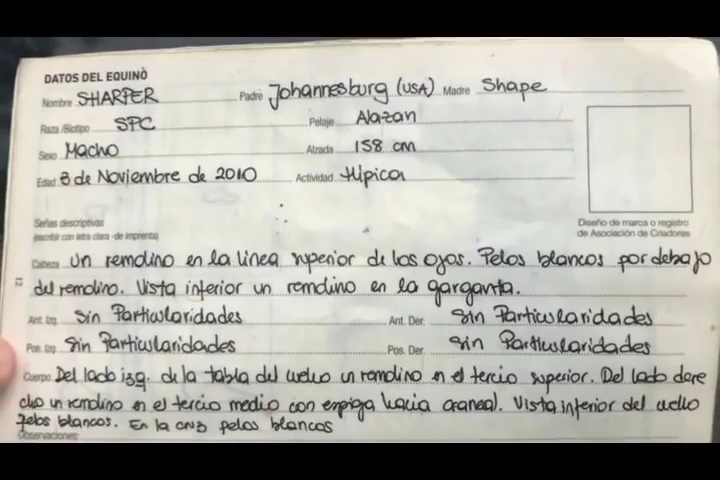 DATOS DEL EQUINO
Nombre SHARPER Padre Johannesburg (USA) Madre Shape
Raza/Biotipo SPC Pelaje Alazan
Sexo Macho Alzada 158 cm
Edad 8 de Noviembre de 2010 Actividad Hipica
Señas descriptivas
(escribir con letra clara -de imprenta)
Diseño de marca o registro
de Asociación de Criadores
Cabeza Un remolino en la linea superior de los ojos. Pelos blancos por debajo
del remolino. Vista inferior un remolino en la garganta.
Ant. Izq. Sin Particularidades Ant. Der. Sin Particularidades
Pos. Izq. Sin Particularidades Pos. Der. Sin Particularidades
Cuerpo Del lado izq. de la tabla del cuello un remolino en el tercio superior. Del lado dere
cho un remolino en el tercio medio con espiga hacia craneal. Vista inferior del cuello
pelos blancos. En la cruz pelos blancos
Observaciones: